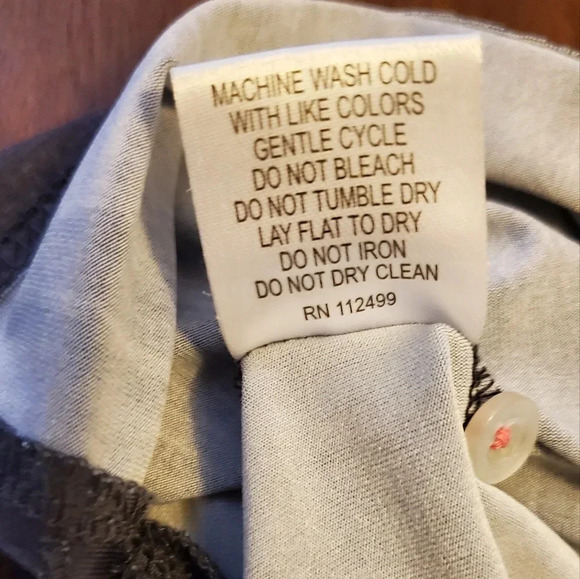 MACHINE WASH COLD
WITH LIKE COLORS
GENTLE CYCLE
DO NOT BLEACH
DO NOT TUMBLE DRY
LAY FLAT TO DRY
DO NOT IRON
DO NOT DRY CLEAN
RN 112499